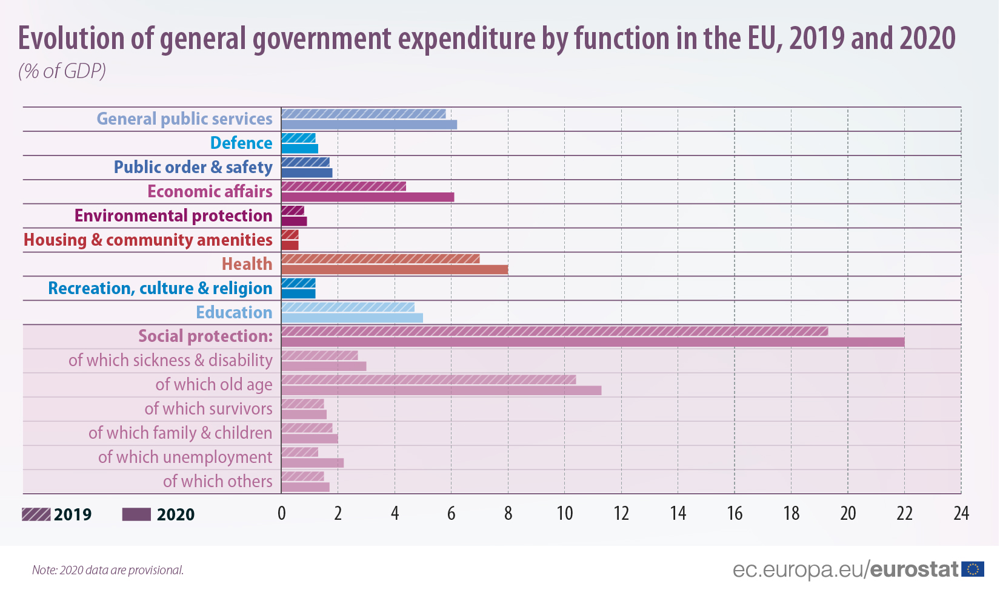 Evolution of general government expenditure by function in the EU, 2019 and 2020
(% of GDP)
General public services
Defence
Public order & safety
Economic affairs
Environmental protection
Housing & community amenities
Health
Recreation, culture & religion
Education
Social protection:
of which sickness & disability
of which old age
of which survivors
of which family & children
of which unemployment
of which others
2019 2020 0 2 4 6 8 10 12 14 16 18 20 22 24
Note: 2020 data are provisional.
ec.europa.eu/eurostat